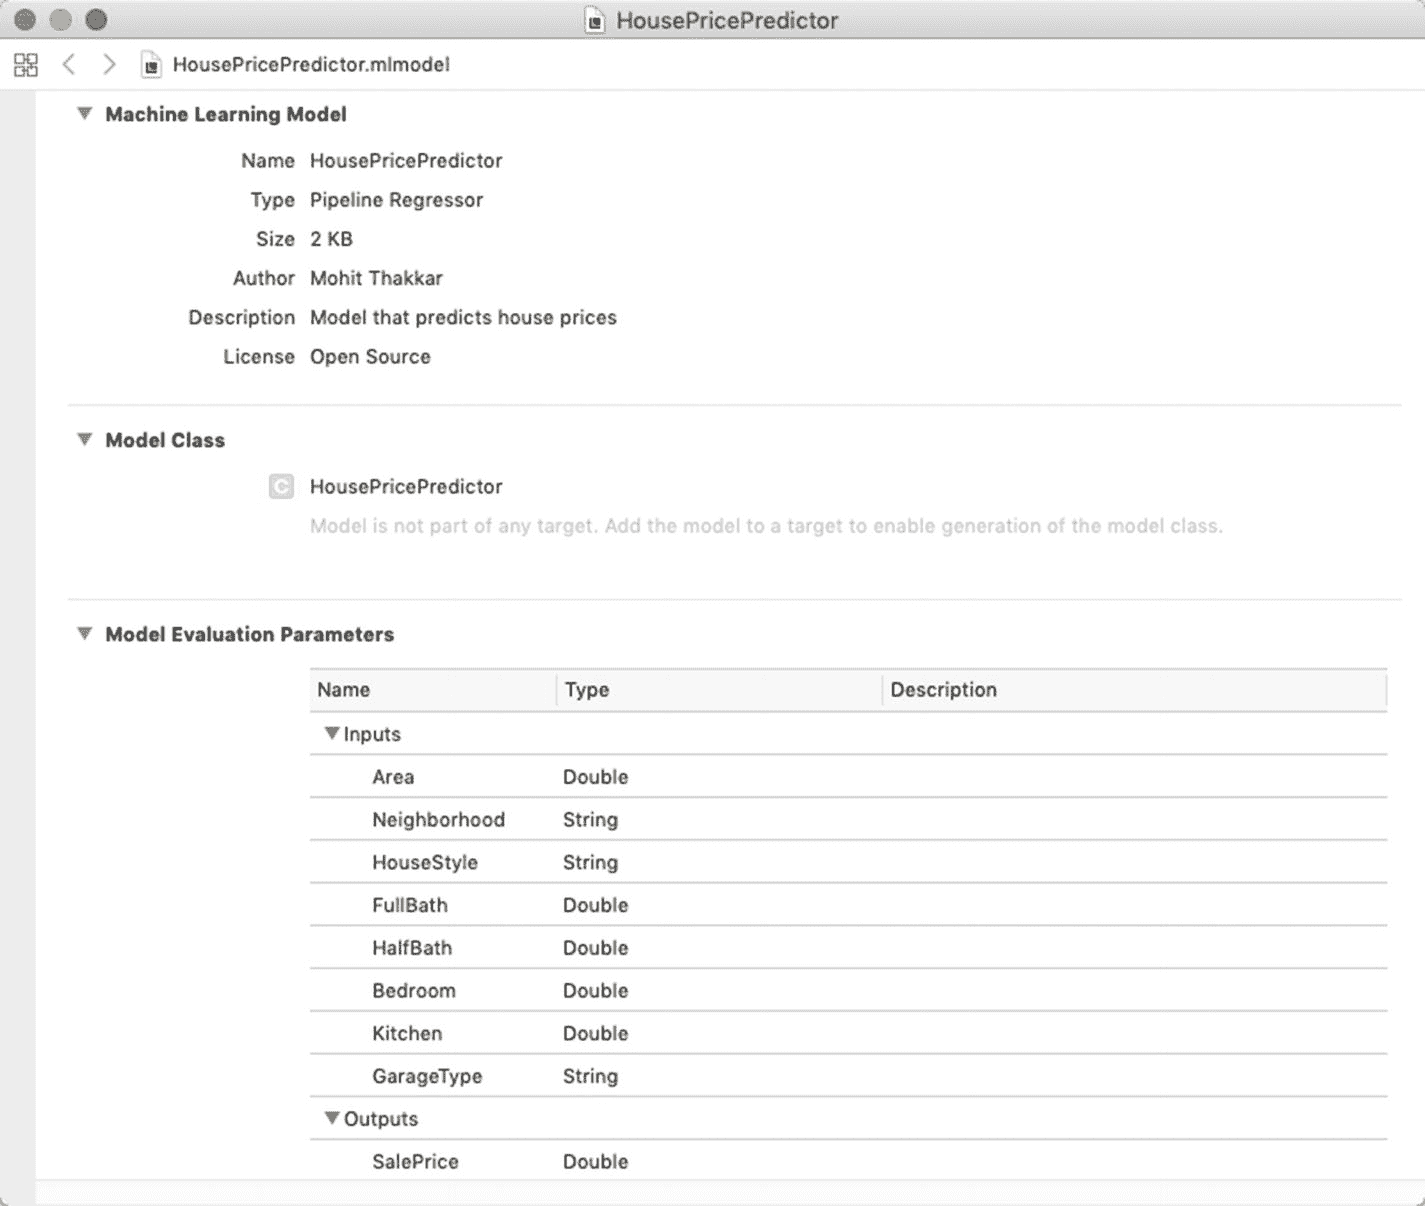 HousePricePredictor
HousePricePredictor.mlmodel
Machine Learning Model
Name HousePricePredictor
Type Pipeline Regressor
Size 2 KB
Author Mohit Thakkar
Description Model that predicts house prices
License Open Source
Model Class
C HousePricePredictor
Model is not part of any target. Add the model to a target to enable generation of the model class.
Model Evaluation Parameters
Name Type Description
Inputs
Area Double
Neighborhood String
HouseStyle String
FullBath Double
HalfBath Double
Bedroom Double
Kitchen Double
GarageType String
Outputs
SalePrice Double